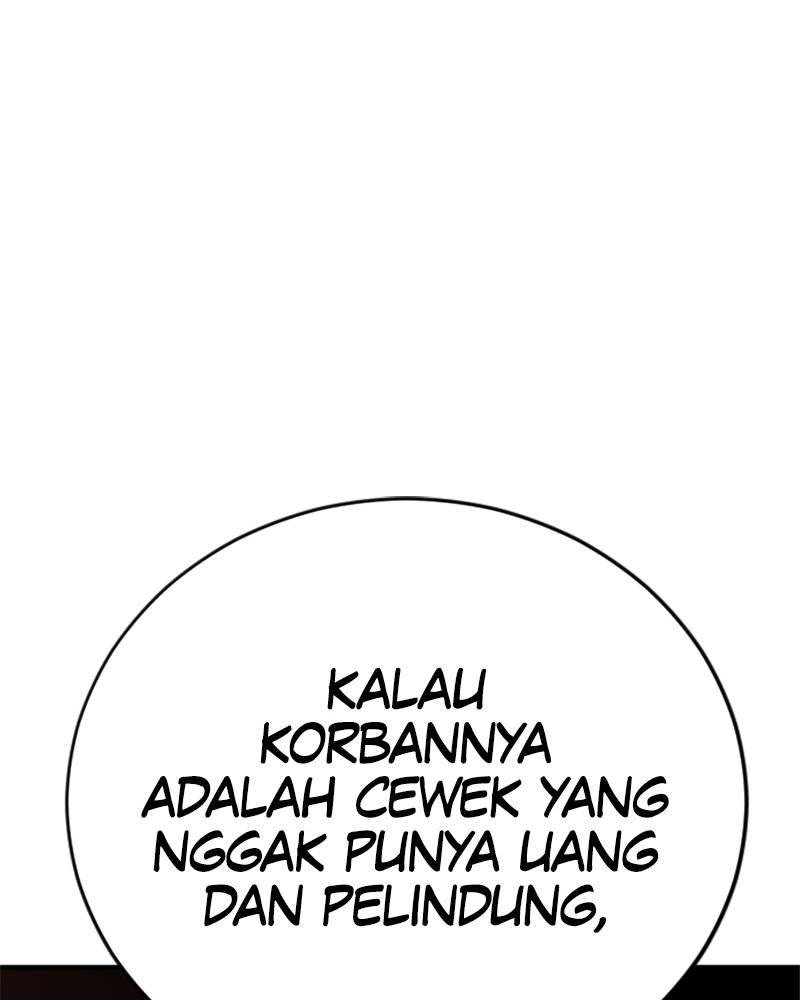 KALAU
KORBANNYA
ADALAH CEWEK YANG
NGGAK PUNYA UANG
DAN PELINDUNG,